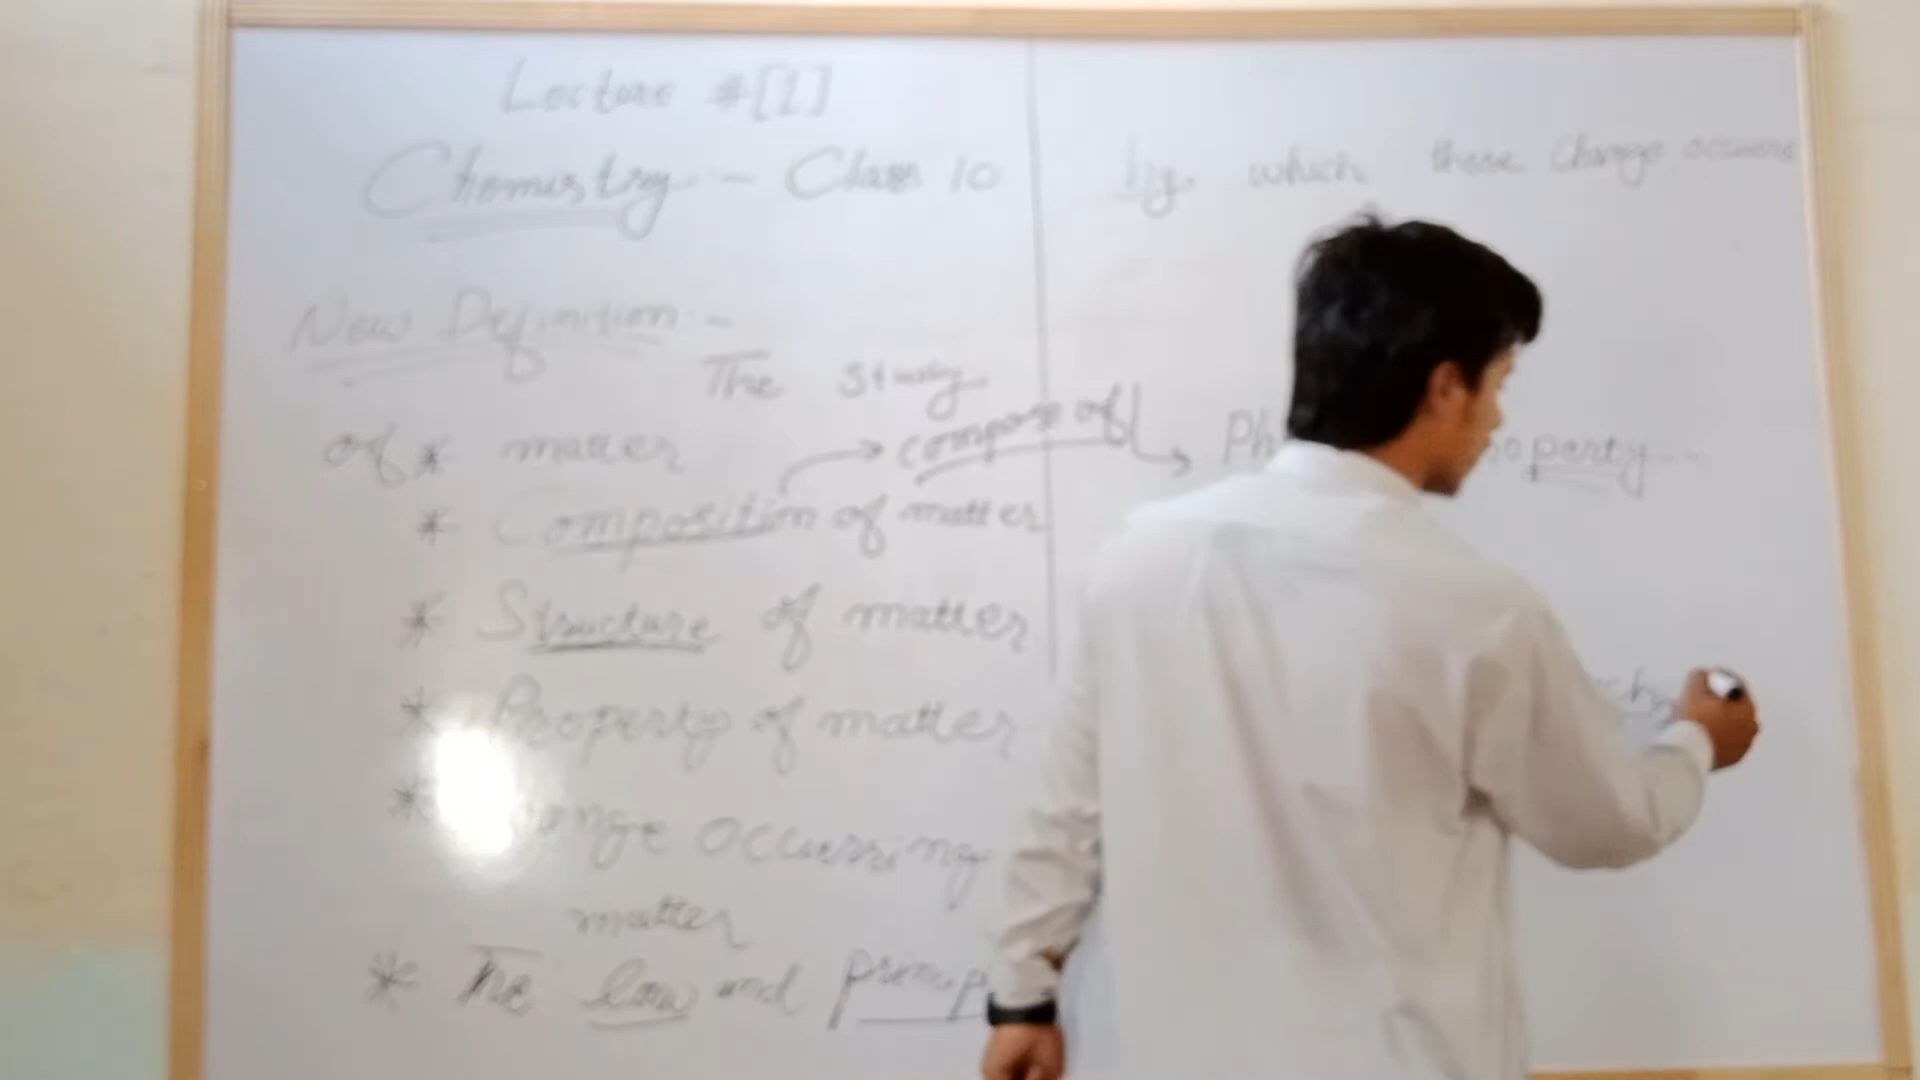 Lecture #[1]
Chemistry - Class 10
New Definition -
The study
of * matter
compose of
* Composition of matter
* Structure of matter
* Property of matter
* occurring
matter
* The law and
by which these Change occurs